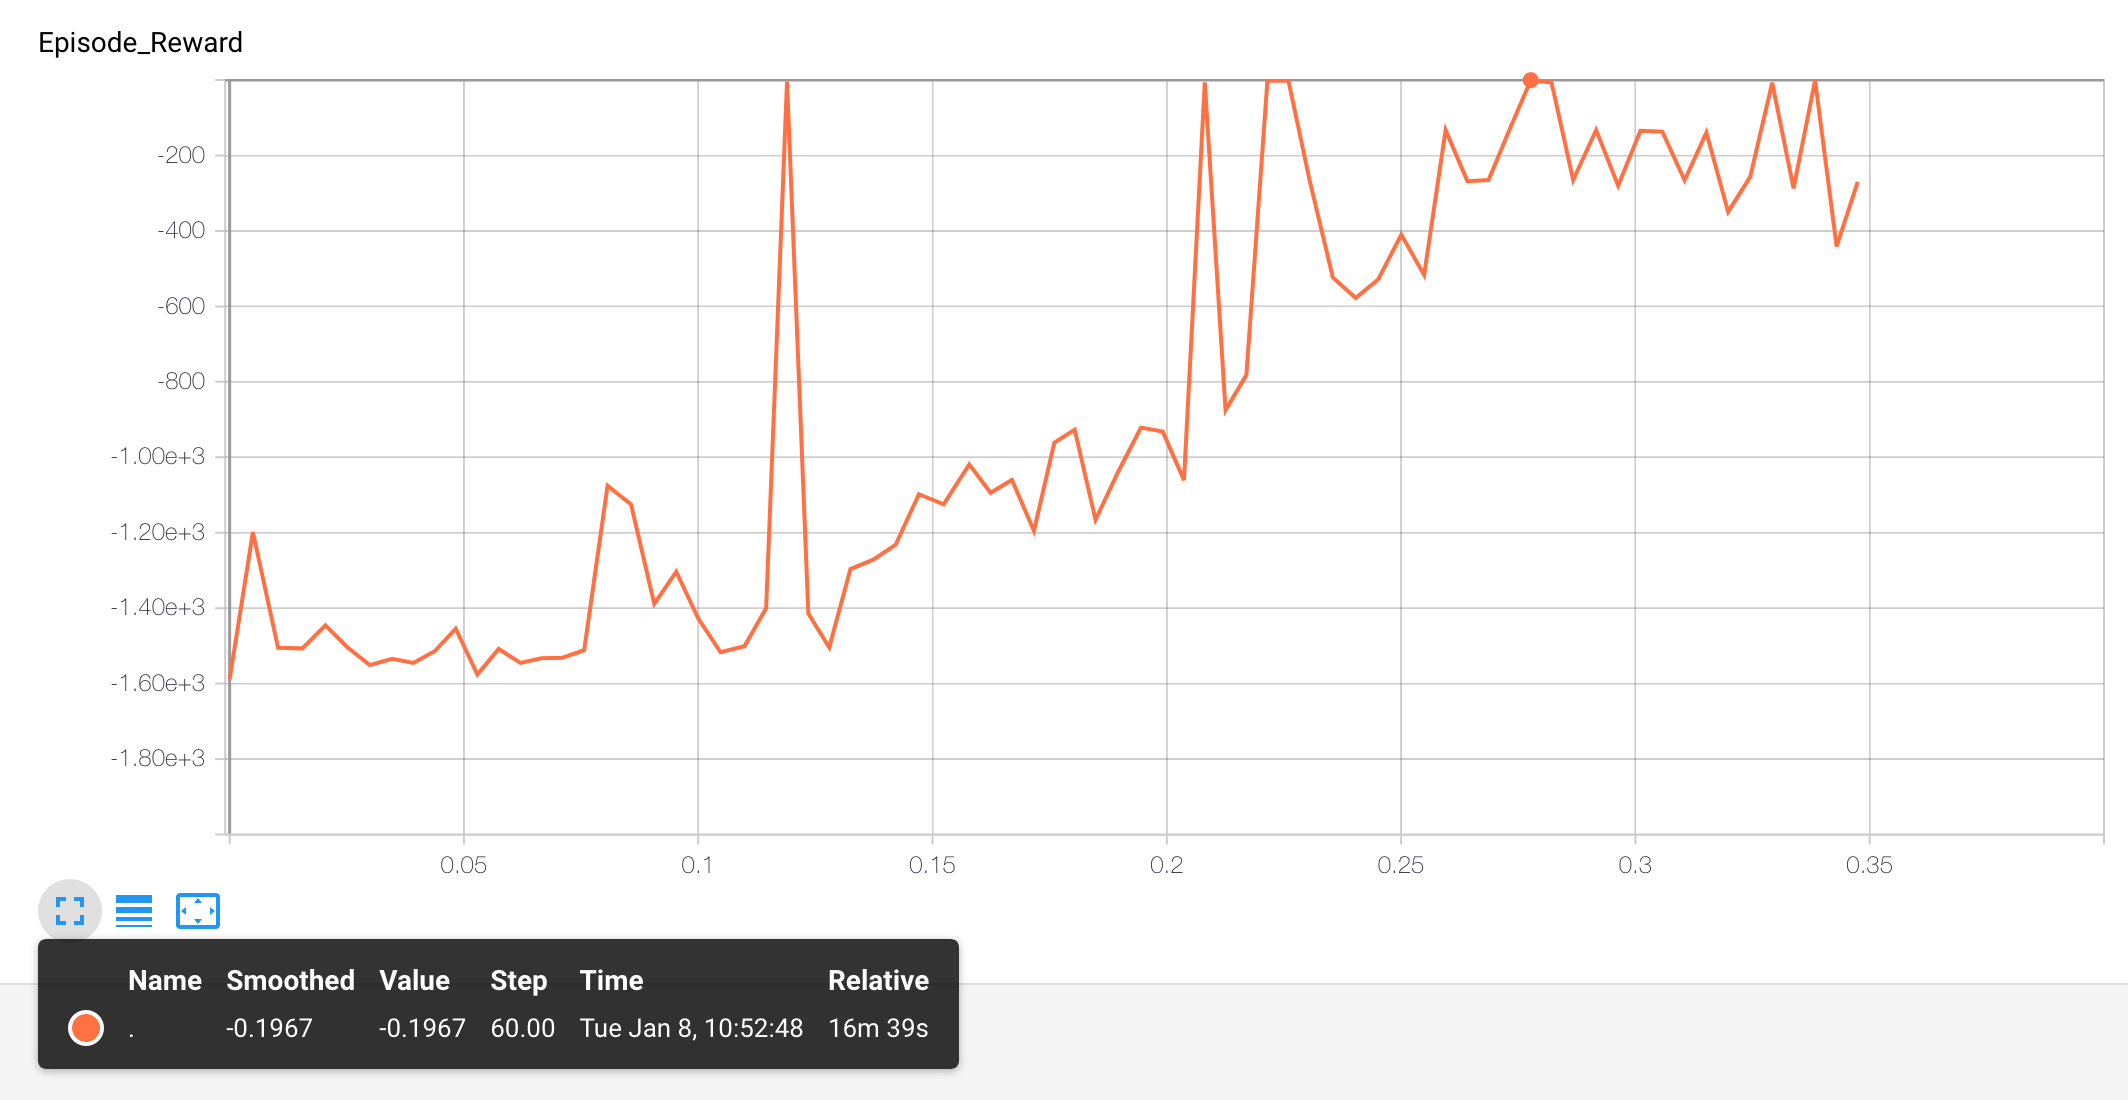 Episode_Reward
-200
-400
-600
-800
-1.00e+3
-1.20e+3
-1.40e+3
-1.60e+3
-1.80e+3
0.05 0.1 0.15 0.2 0.25 0.3 0.35
Name Smoothed Value Step Time Relative
. -0.1967 -0.1967 60.00 Tue Jan 8, 10:52:48 16m 39s